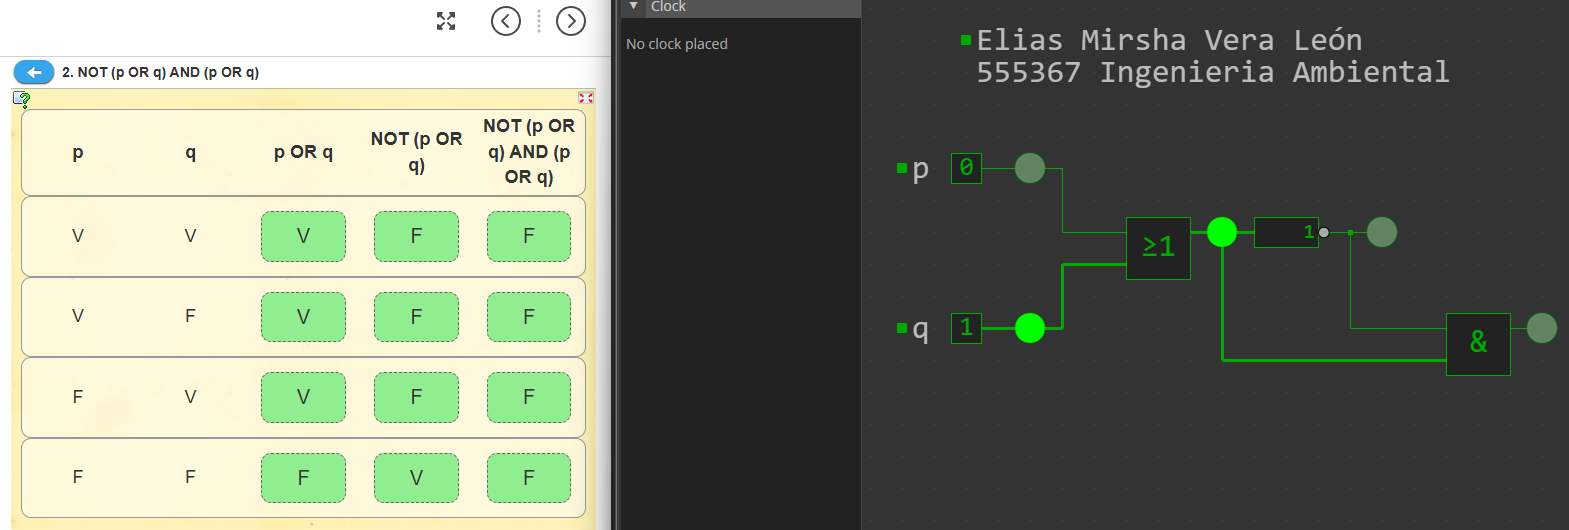 2. NOT (p OR q) AND (p OR q)
p q p OR q NOT (p OR q) NOT (p OR q) AND (p OR q)
V V V F F
V F V F F
F V V F F
F F F V F
Clock
No clock placed
Elias Mirsha Vera León
555367 Ingenieria Ambiental
p 0
≥1
1
q 1
&